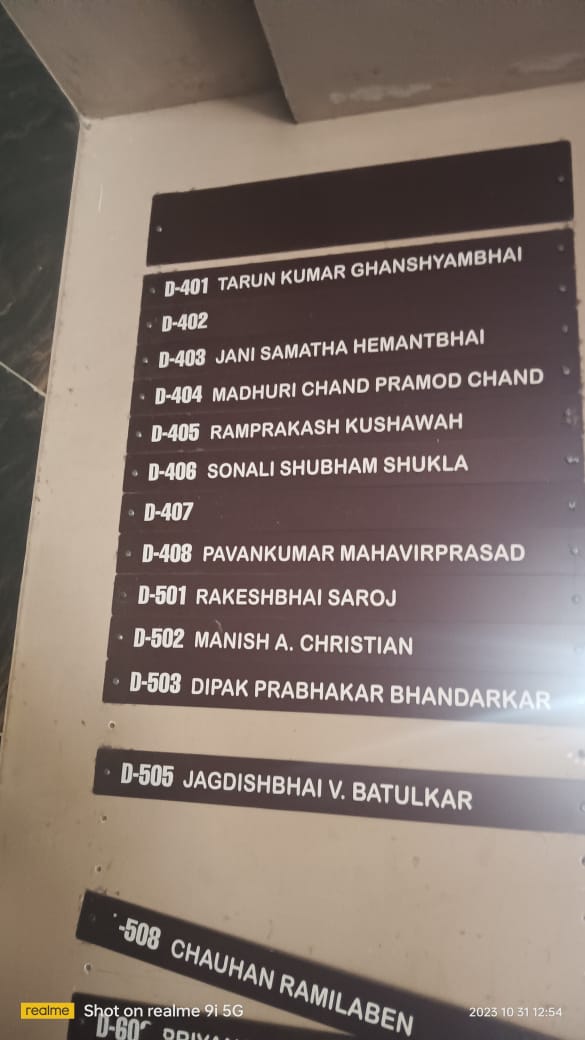 D-401 TARUN KUMAR GHANSHYAMBHAI
D-402
D-403 JANI SAMATHA HEMANTBHAI
D-404 MADHURI CHAND PRAMOD CHAND
D-405 RAMPRAKASH KUSHAWAH
D-406 SONALI SHUBHAM SHUKLA
D-407
D-408 PAVANKUMAR MAHAVIRPRASAD
D-501 RAKESHBHAI SAROJ
D-502 MANISH A. CHRISTIAN
D-503 DIPAK PRABHAKAR BHANDARKAR
D-505 JAGDISHBHAI V. BATULKAR
-508 CHAUHAN RAMILABEN
realme Shot on realme 9i 5G
2023 10 31 12:54